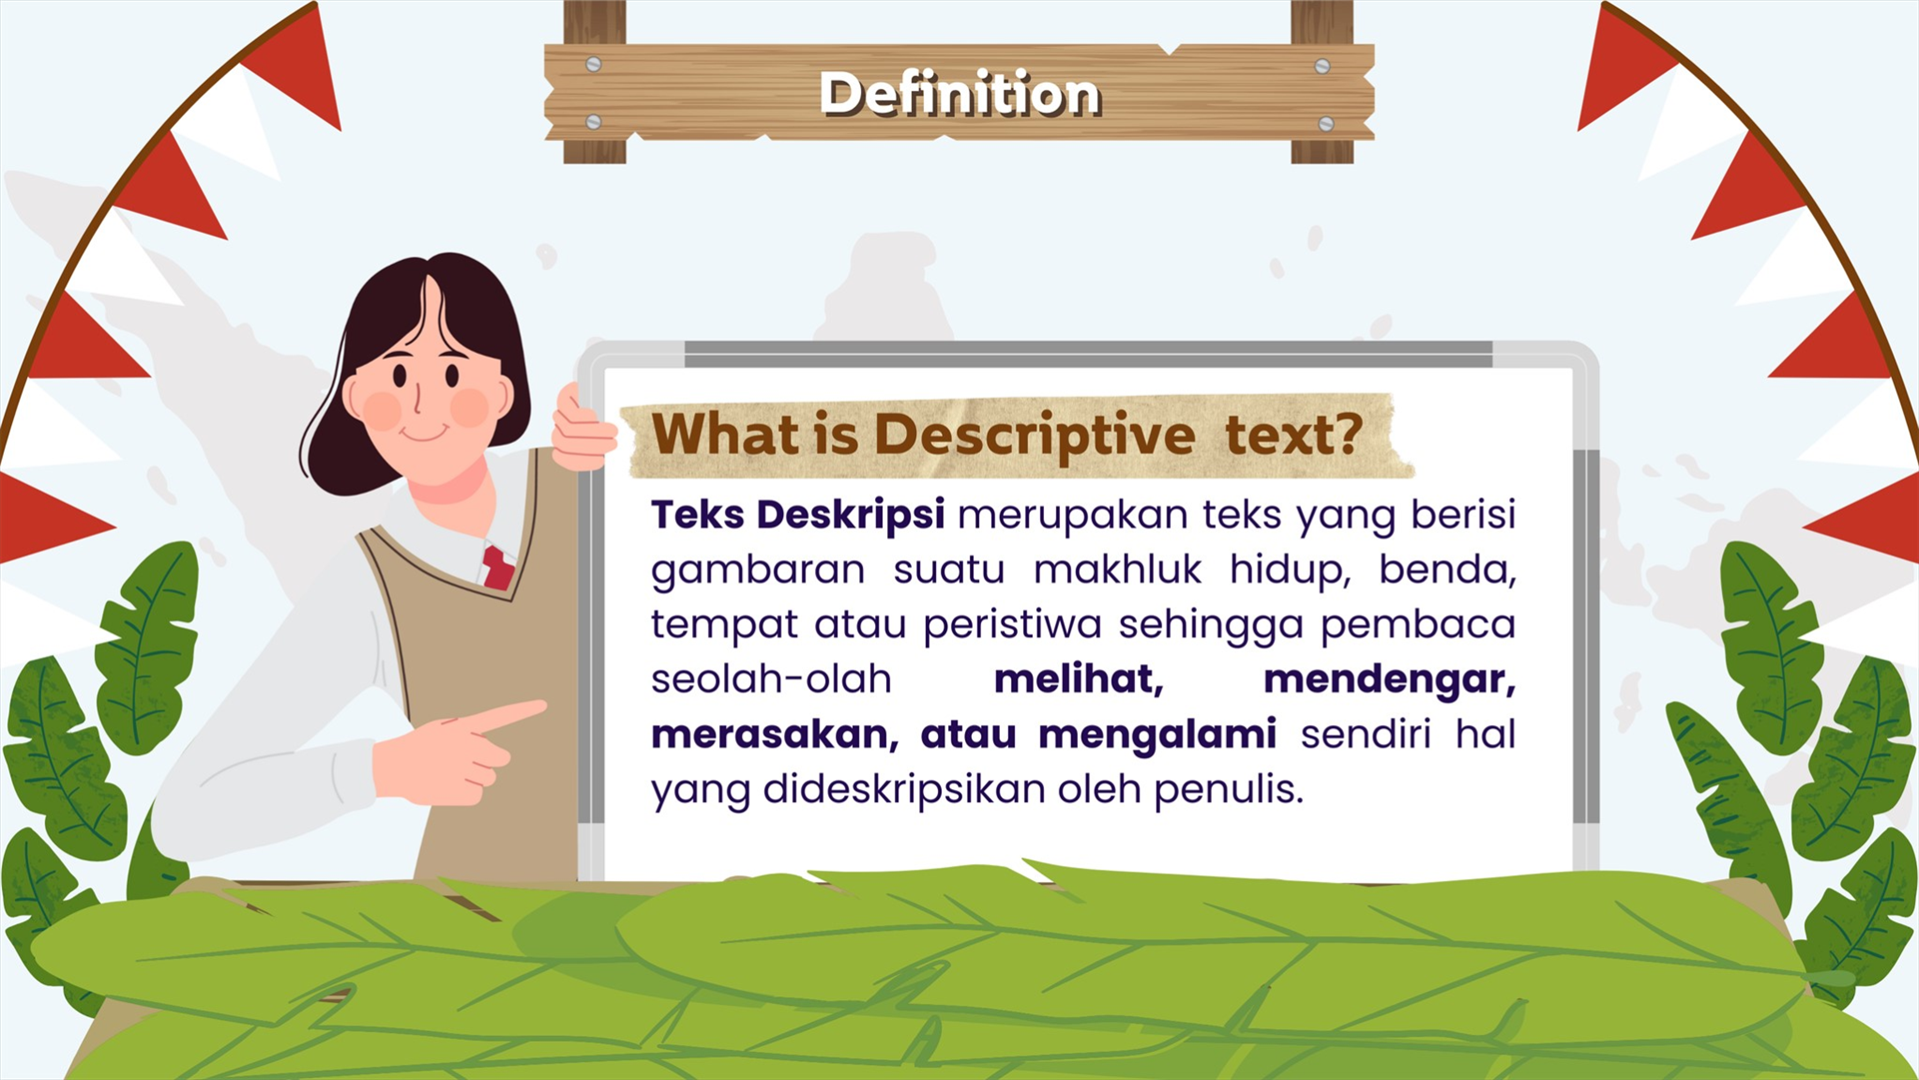 Definition
What is Descriptive text?
Teks Deskripsi merupakan teks yang berisi
gambaran suatu makhluk hidup, benda,
tempat atau peristiwa sehingga pembaca
seolah-olah melihat, mendengar,
merasakan, atau mengalami sendiri hal
yang dideskripsikan oleh penulis.